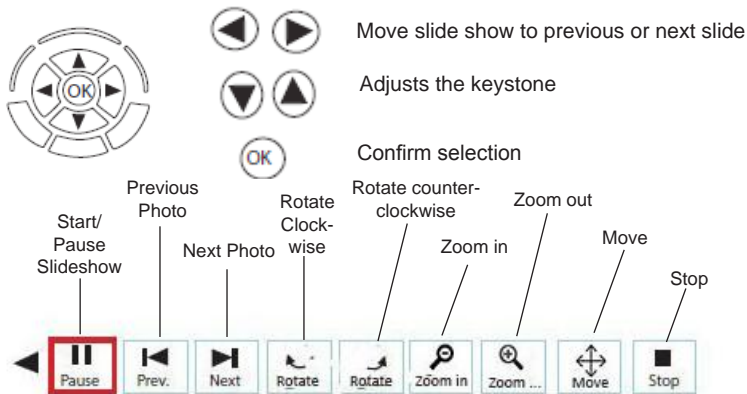 Move slide show to previous or next slide
Adjusts the keystone
OK
OK
Confirm selection
Start/
Pause
Slideshow
Previous
Photo
Next Photo
Rotate
Clock-
wise
Rotate counter-
clockwise
Zoom in
Zoom out
Move
Stop
Pause
Prev.
Next
Rotate
Rotate
Zoom in
Zoom ...
Move
Stop